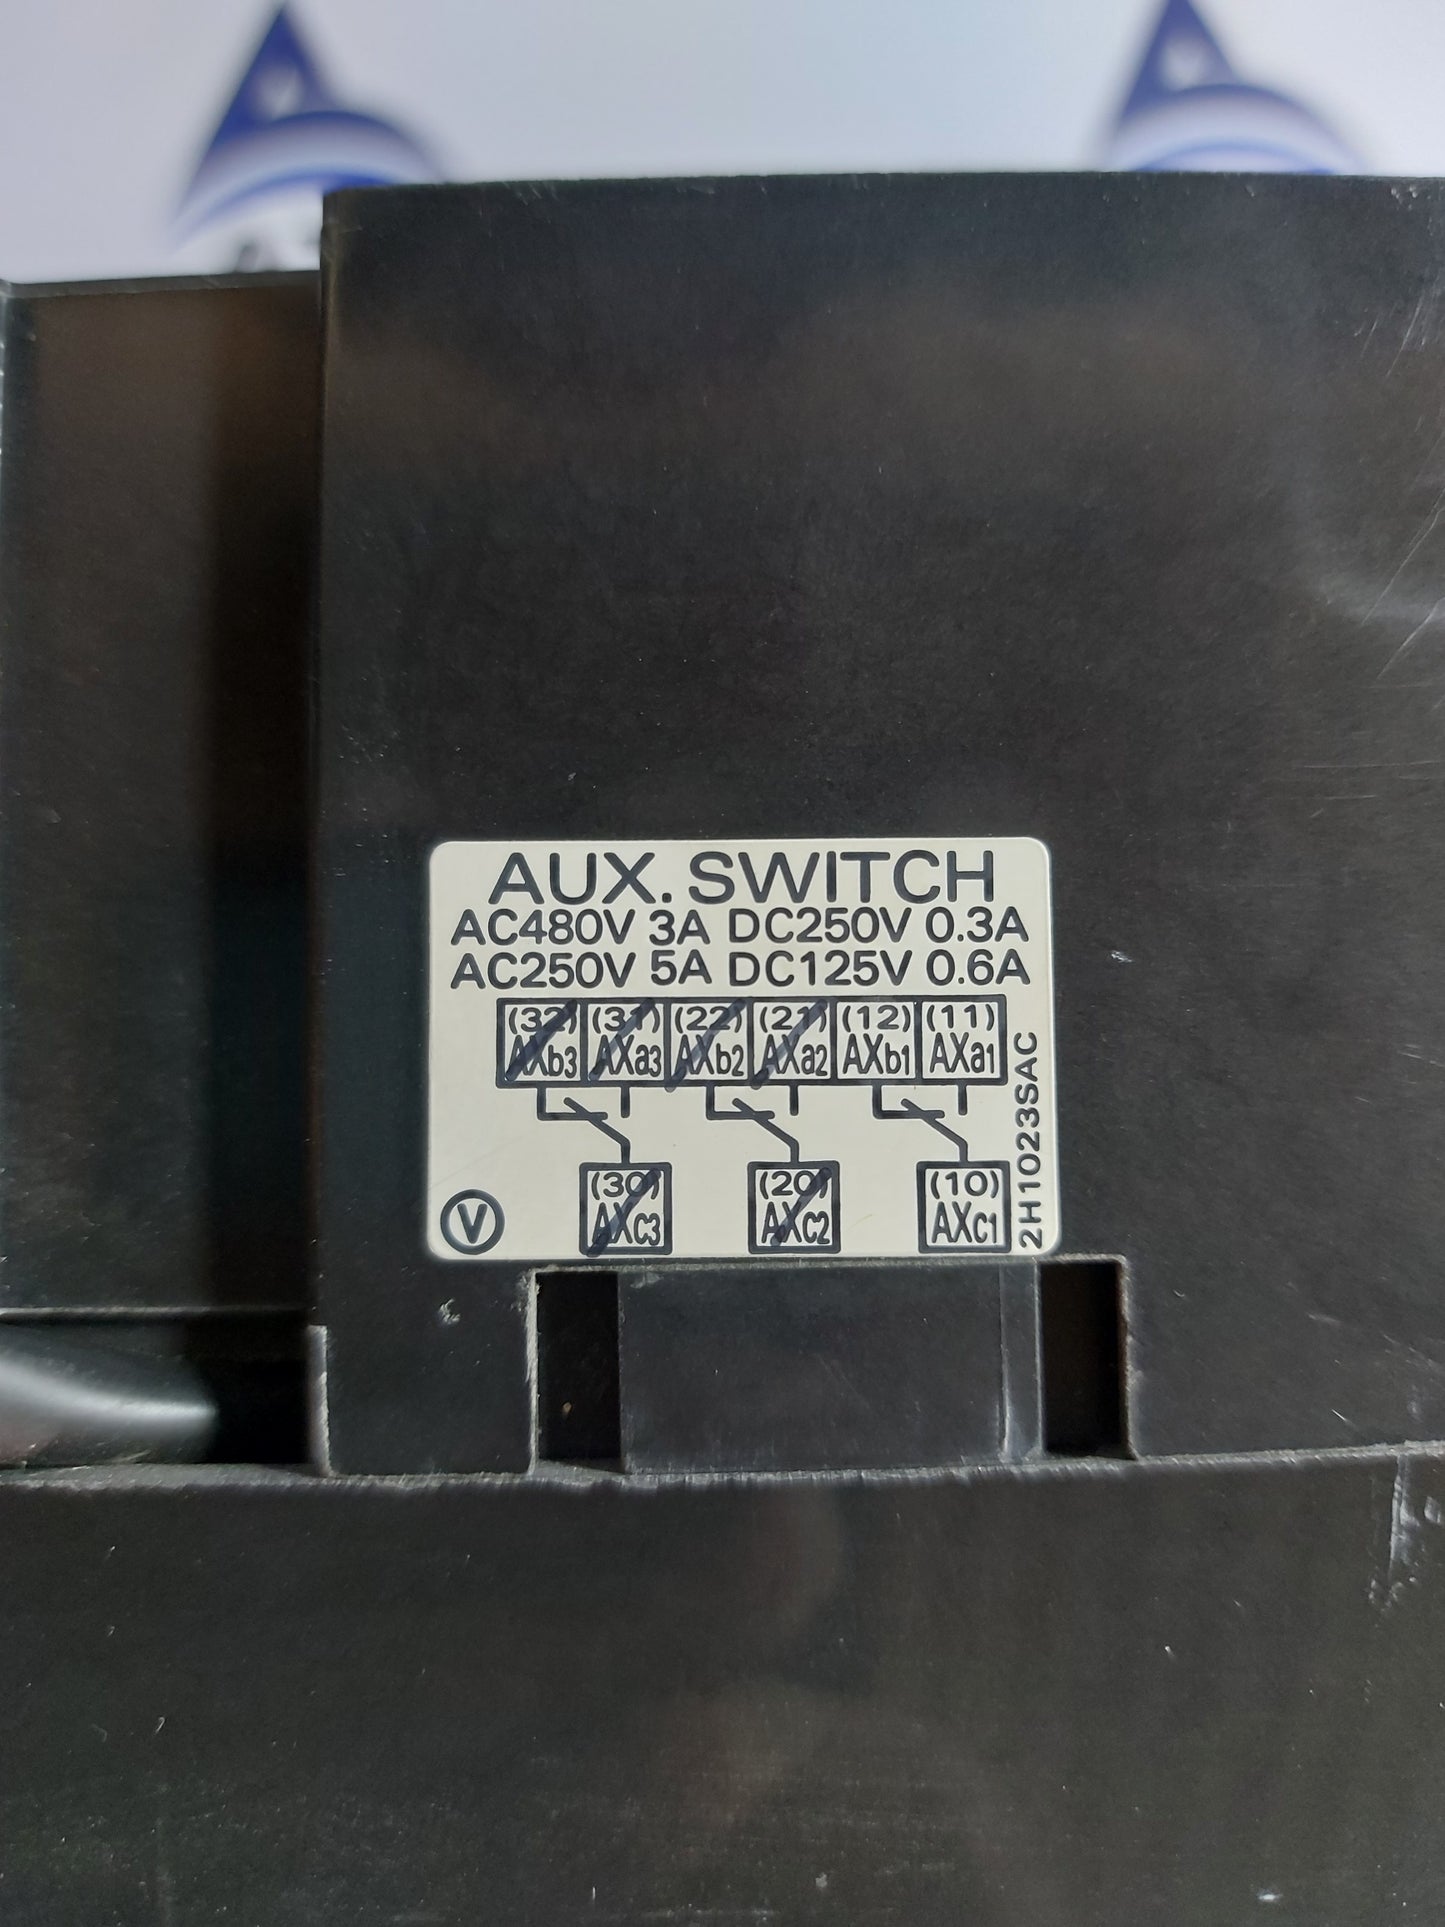 AUX. SWITCH
AC480V 3A DC250V 0.3A
AC250V 5A DC125V 0.6A
(32) (31) (22) (21) (12) (11)
AXb3 AXa3 AXb2 AXa2 AXb1 AXa1
(30) (20) (10)
AXc3 AXc2 AXc1
V
2H1023SAC